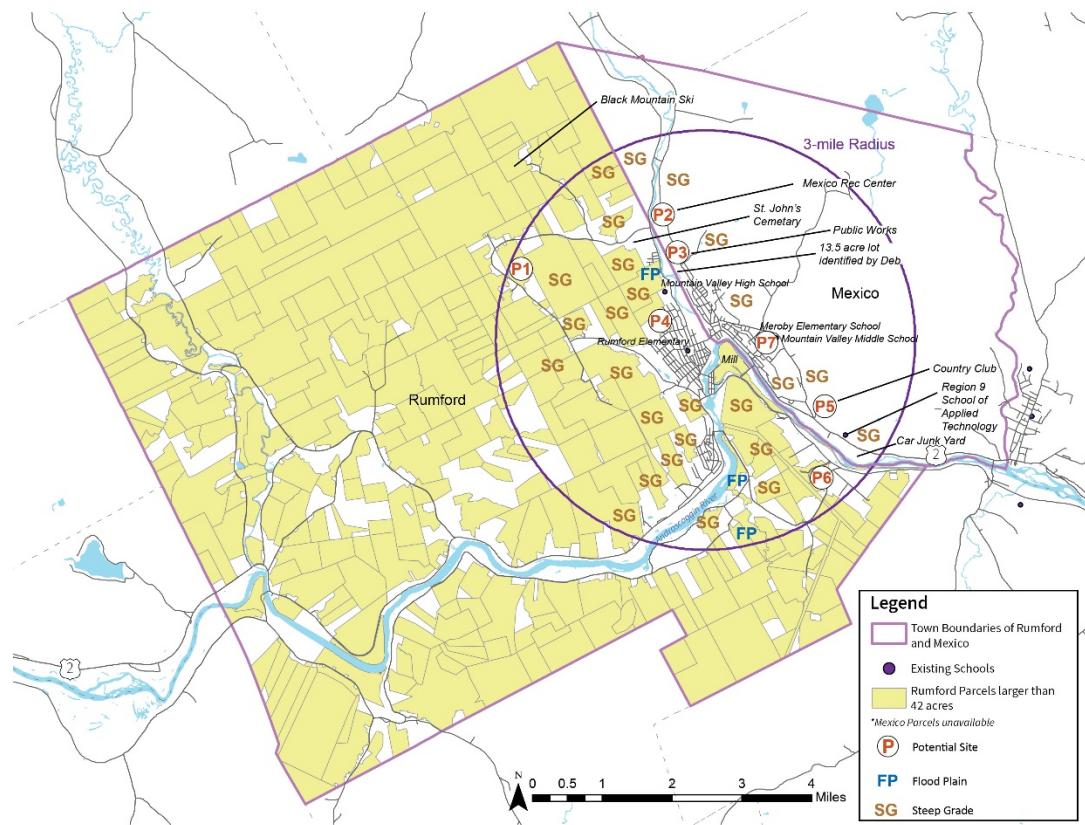 Black Mountain Ski
3-mile Radius
SG
SG
SG
SG
Mexico Rec Center
P2
St. John's
Cemetary
SG
Public Works
SG
P3
13.5 acre lot
identified by Deb
P1
SG
SG
FP
Mountain Valley High School
SG
Mexico
SG
SG
P4
SG
Meroby Elementary School
Mountain Valley Middle School
P7
Rumford Elementary
Mill
SG
SG
SG
SG
Country Club
Region 9
School of
Applied
Technology
Rumford
SG
SG
P5
SG
SG
SG
Car Junk Yard
2
SG
SG
SG
FP
SG
P6
SG
SG
Androscoggin River
FP
2
Legend
Town Boundaries of Rumford
and Mexico
Existing Schools
Rumford Parcels larger than
42 acres
*Mexico Parcels unavailable
P Potential Site
FP Flood Plain
SG Steep Grade
N
0 0.5 1 2 3 4
Miles